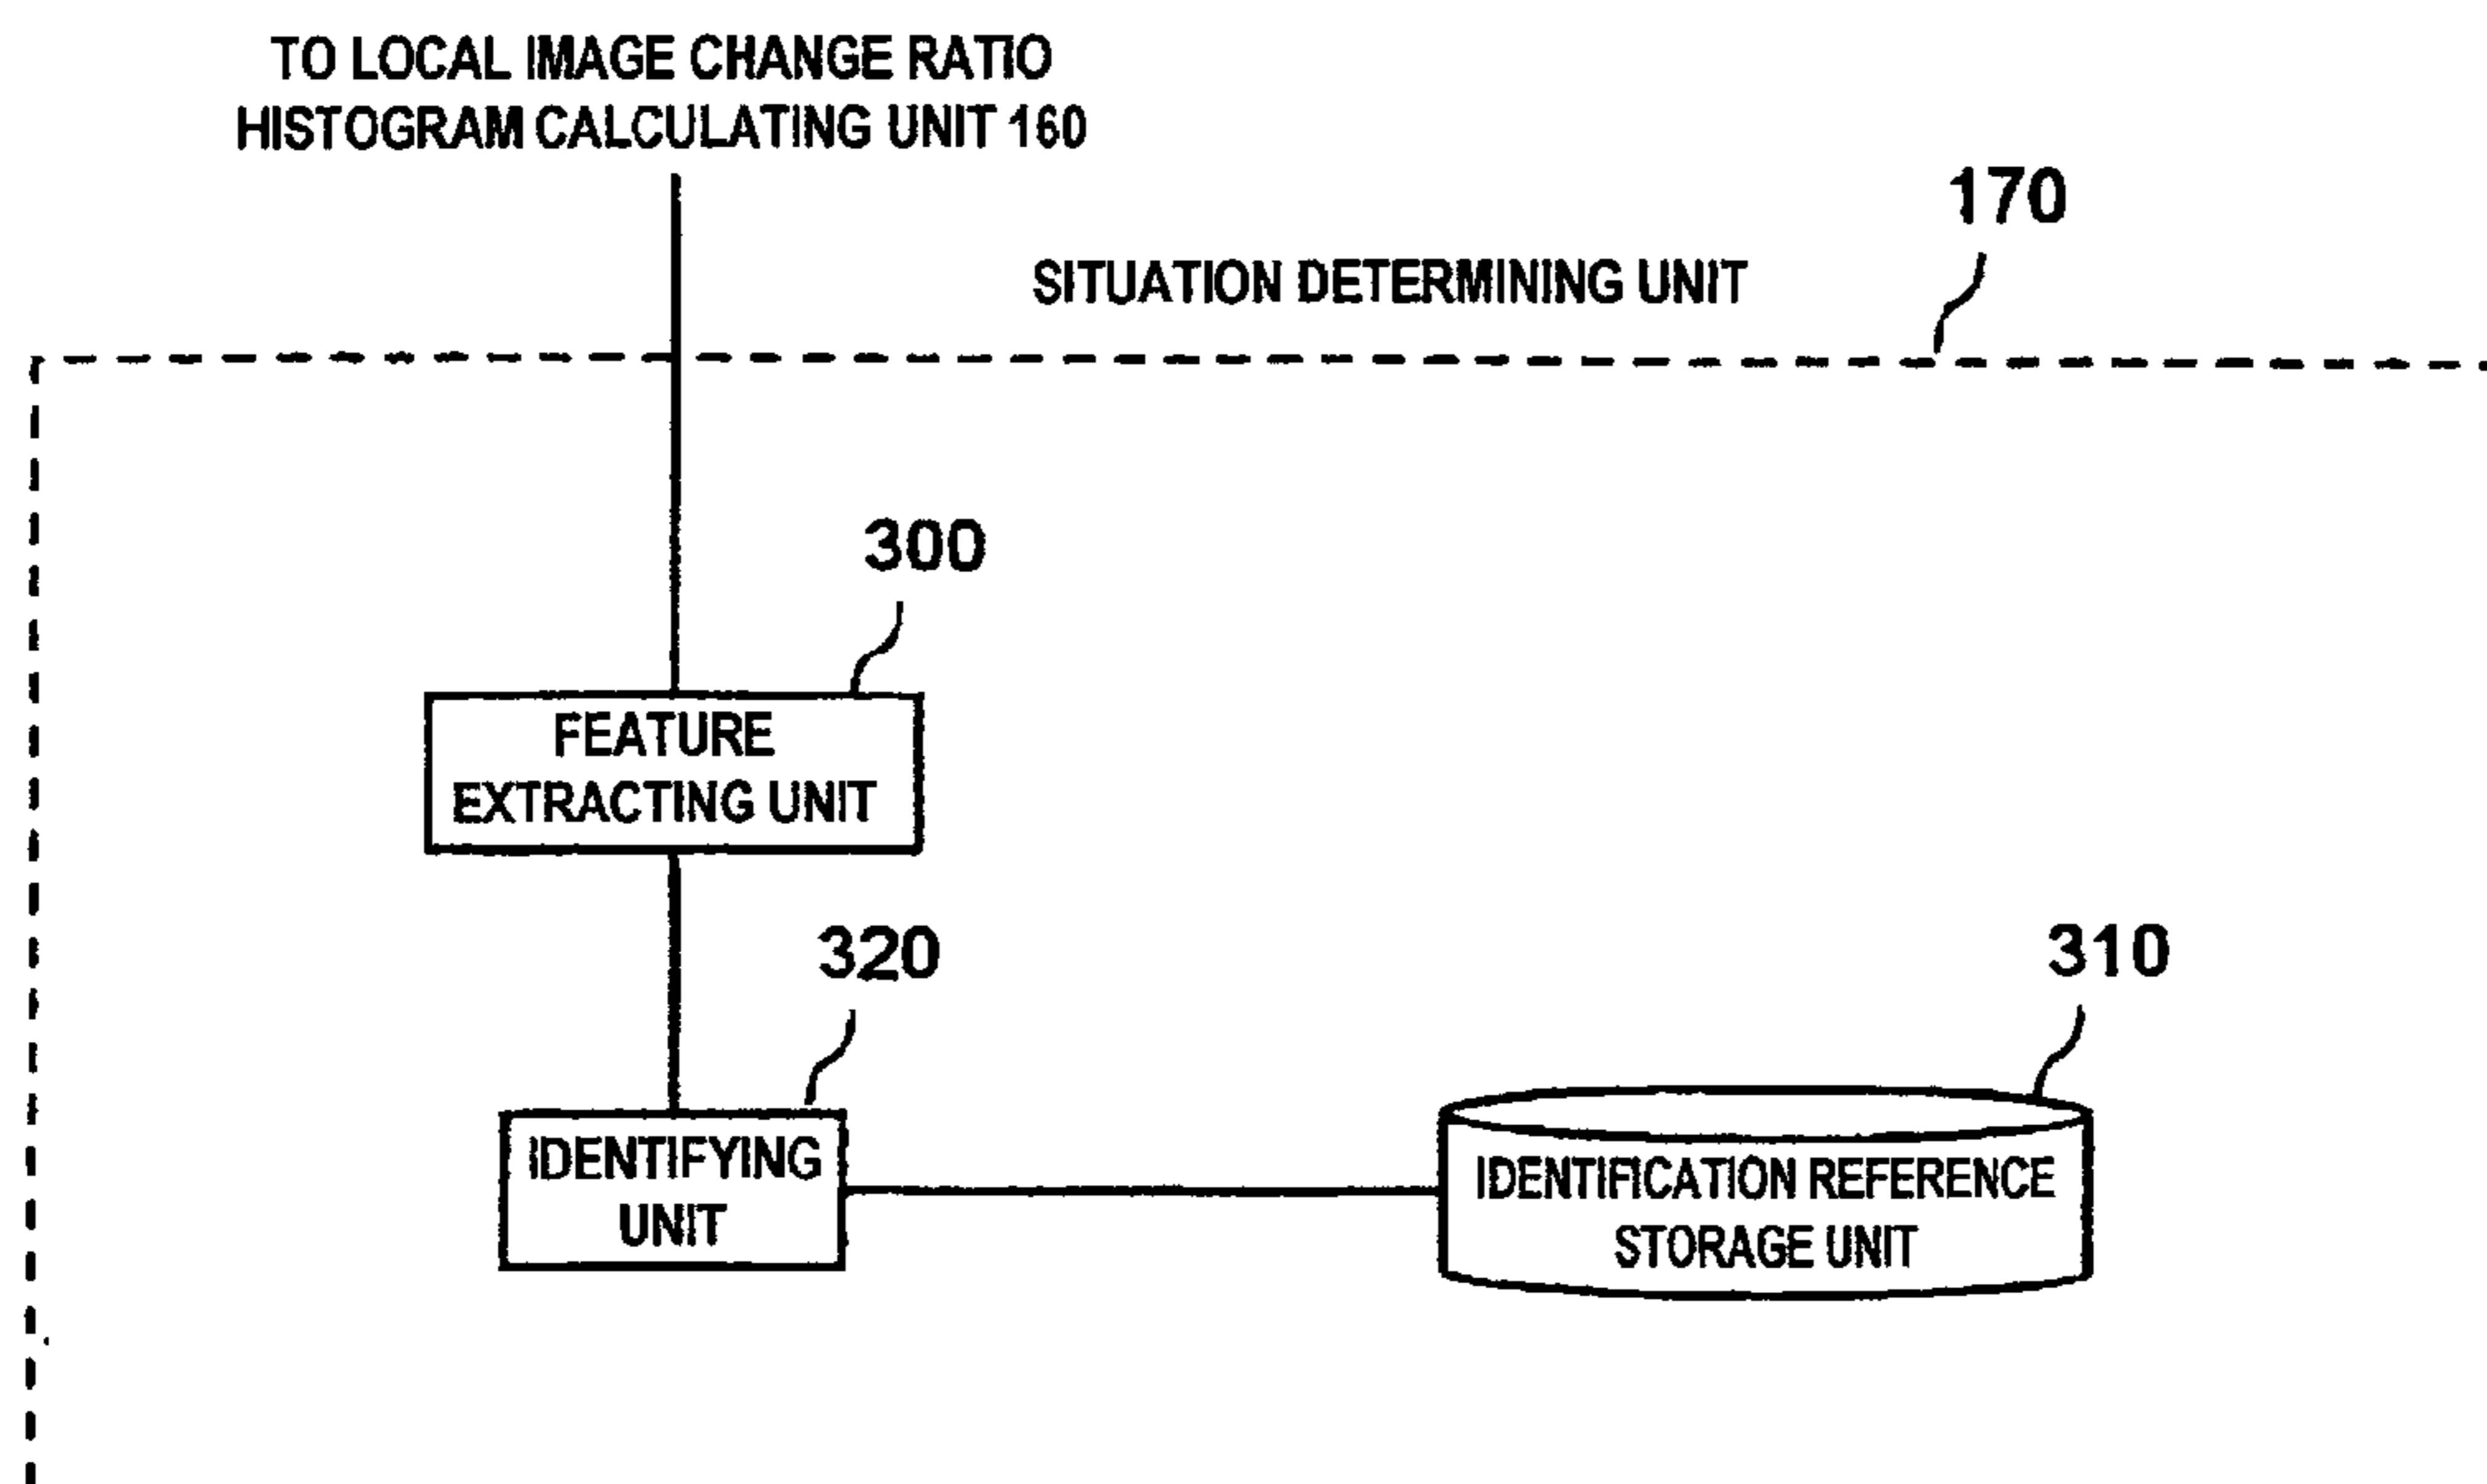 TO LOCAL IMAGE CHANGE RATIO
HISTOGRAM CALCULATING UNIT 160
170
SITUATION DETERMINING UNIT
300
FEATURE
EXTRACTING UNIT
320
310
IDENTIFYING
UNIT
IDENTIFICATION REFERENCE
STORAGE UNIT